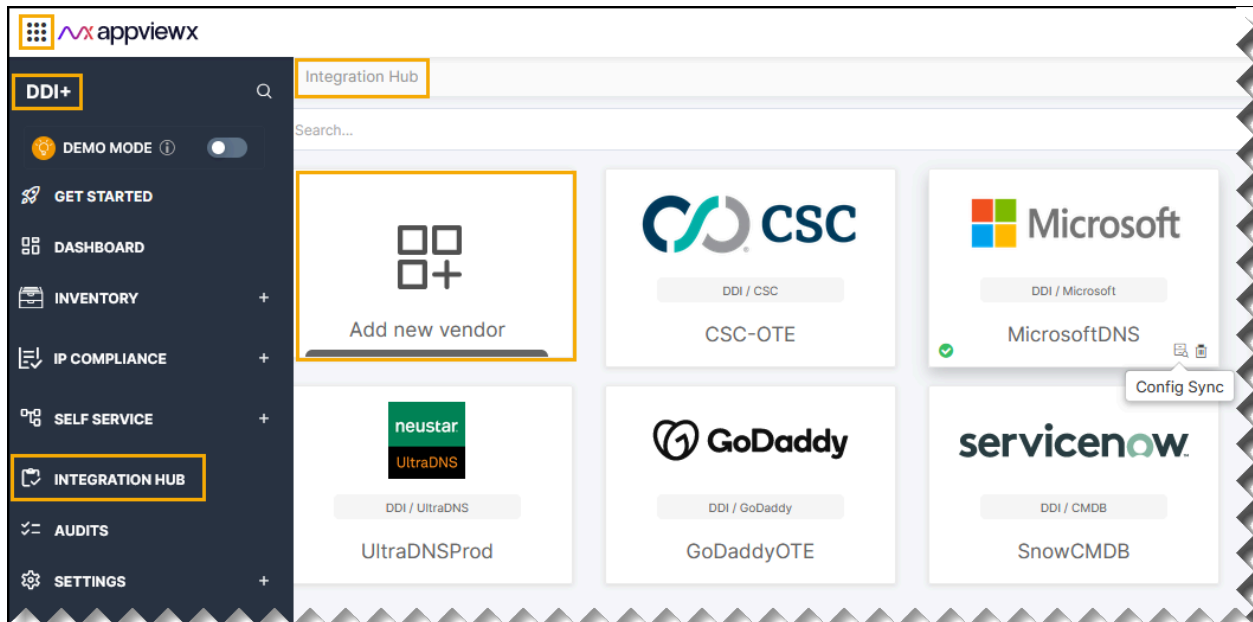 appviewx
DDI+
Integration Hub
DEMO MODE
Search...
GET STARTED
DASHBOARD
INVENTORY +
IP COMPLIANCE +
SELF SERVICE +
INTEGRATION HUB
AUDITS
SETTINGS +
Add new vendor
CSC
DDI / CSC
CSC-OTE
Microsoft
DDI / Microsoft
MicrosoftDNS
Config Sync
neustar
UltraDNS
DDI / UltraDNS
UltraDNSProd
GoDaddy
DDI / GoDaddy
GoDaddyOTE
servicenow
DDI / CMDB
SnowCMDB